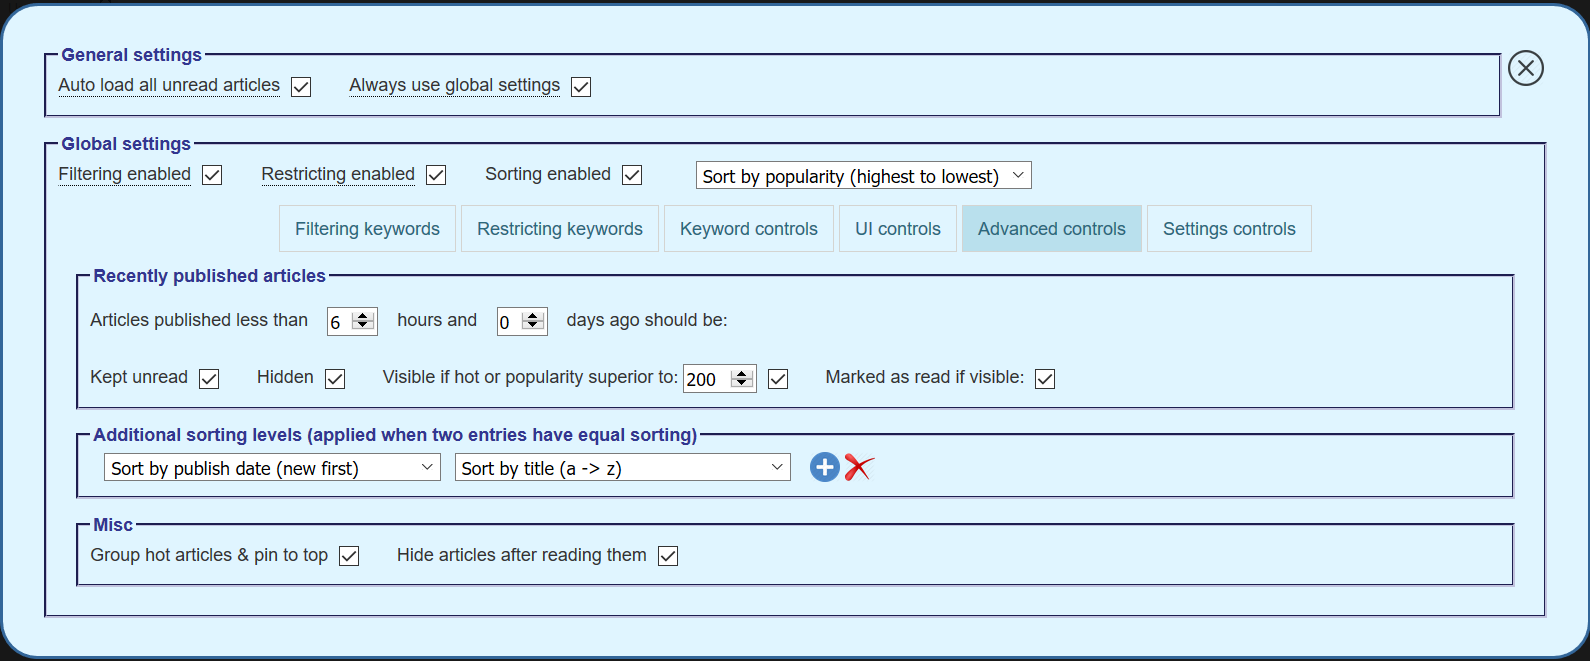 General settings
Auto load all unread articles Always use global settings
Global settings
Filtering enabled Restricting enabled Sorting enabled Sort by popularity (highest to lowest)
Filtering keywords Restricting keywords Keyword controls UI controls Advanced controls Settings controls
Recently published articles
Articles published less than 6 hours and 0 days ago should be:
Kept unread Hidden Visible if hot or popularity superior to: 200 Marked as read if visible:
Additional sorting levels (applied when two entries have equal sorting)
Sort by publish date (new first) Sort by title (a -> z)
Misc
Group hot articles & pin to top Hide articles after reading them